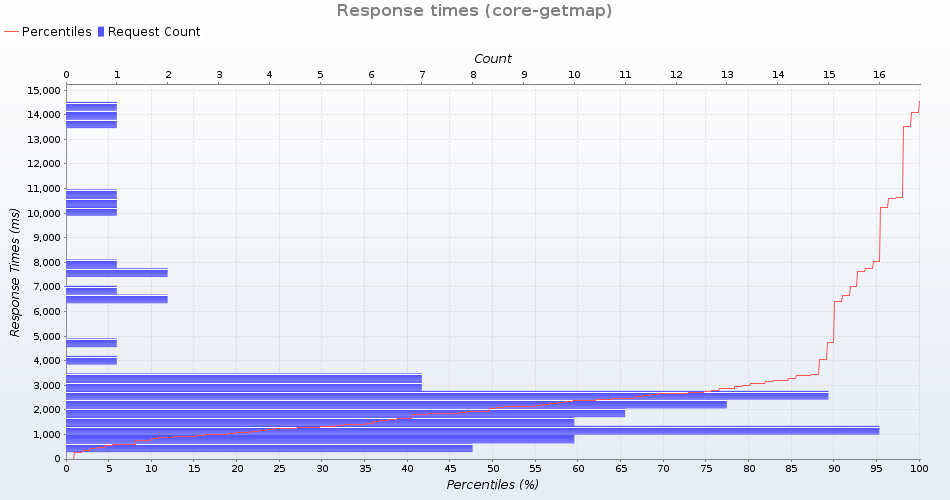 Response times (core-getmap)
Percentiles Request Count
Count
0 1 2 3 4 5 6 7 8 9 10 11 12 13 14 15 16
15,000
14,000
13,000
12,000
11,000
10,000
9,000
8,000
7,000
6,000
5,000
4,000
3,000
2,000
1,000
0
Response Times (ms)
0 5 10 15 20 25 30 35 40 45 50 55 60 65 70 75 80 85 90 95 100
Percentiles (%)